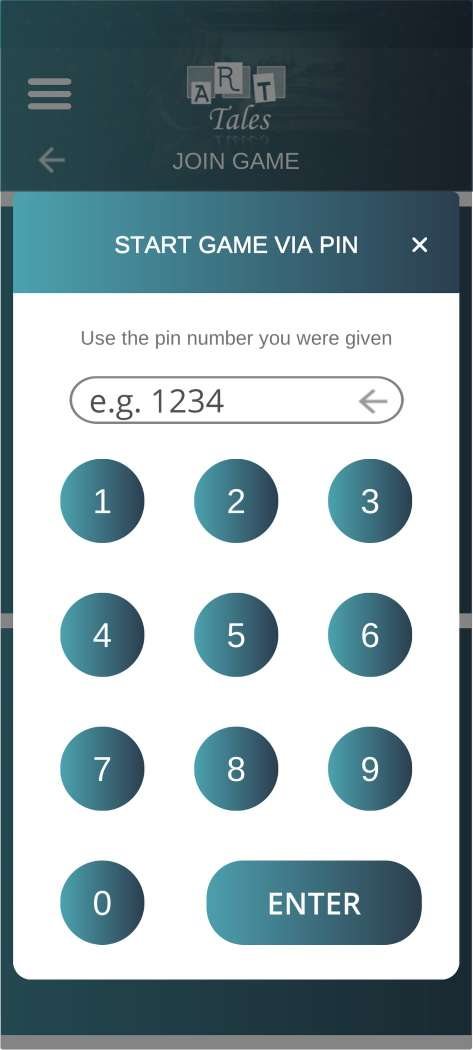 ART
Tales
JOIN GAME
START GAME VIA PIN
Use the pin number you were given
e.g. 1234
1 2 3
4 5 6
7 8 9
0 ENTER